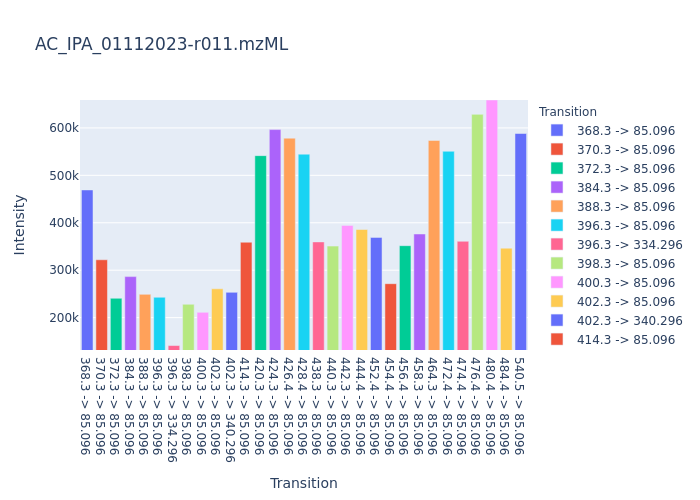 AC_IPA_01112023-r011.mzML
Intensity
600k
500k
400k
300k
200k
368.3 -> 85.096
370.3 -> 85.096
372.3 -> 85.096
384.3 -> 85.096
388.3 -> 85.096
396.3 -> 85.096
396.3 -> 334.296
398.3 -> 85.096
400.3 -> 85.096
402.3 -> 85.096
402.3 -> 340.296
414.3 -> 85.096
420.3 -> 85.096
424.3 -> 85.096
426.4 -> 85.096
428.4 -> 85.096
438.3 -> 85.096
440.3 -> 85.096
442.3 -> 85.096
444.4 -> 85.096
452.4 -> 85.096
454.4 -> 85.096
456.4 -> 85.096
458.3 -> 85.096
464.3 -> 85.096
472.4 -> 85.096
474.4 -> 85.096
476.4 -> 85.096
480.4 -> 85.096
484.4 -> 85.096
540.5 -> 85.096
Transition
Transition
368.3 -> 85.096
370.3 -> 85.096
372.3 -> 85.096
384.3 -> 85.096
388.3 -> 85.096
396.3 -> 85.096
396.3 -> 334.296
398.3 -> 85.096
400.3 -> 85.096
402.3 -> 85.096
402.3 -> 340.296
414.3 -> 85.096